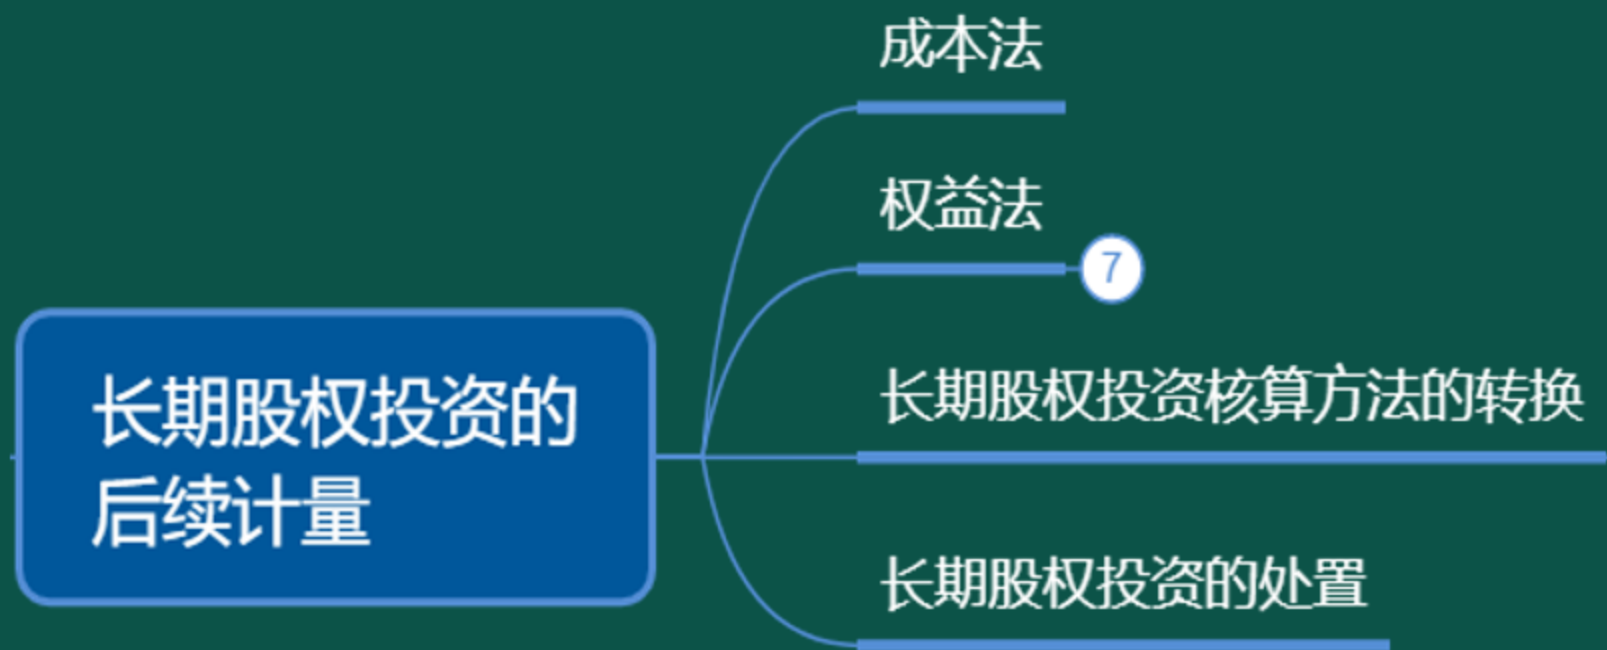 长期股权投资的
后续计量
成本法
权益法
7
长期股权投资核算方法的转换
长期股权投资的处置